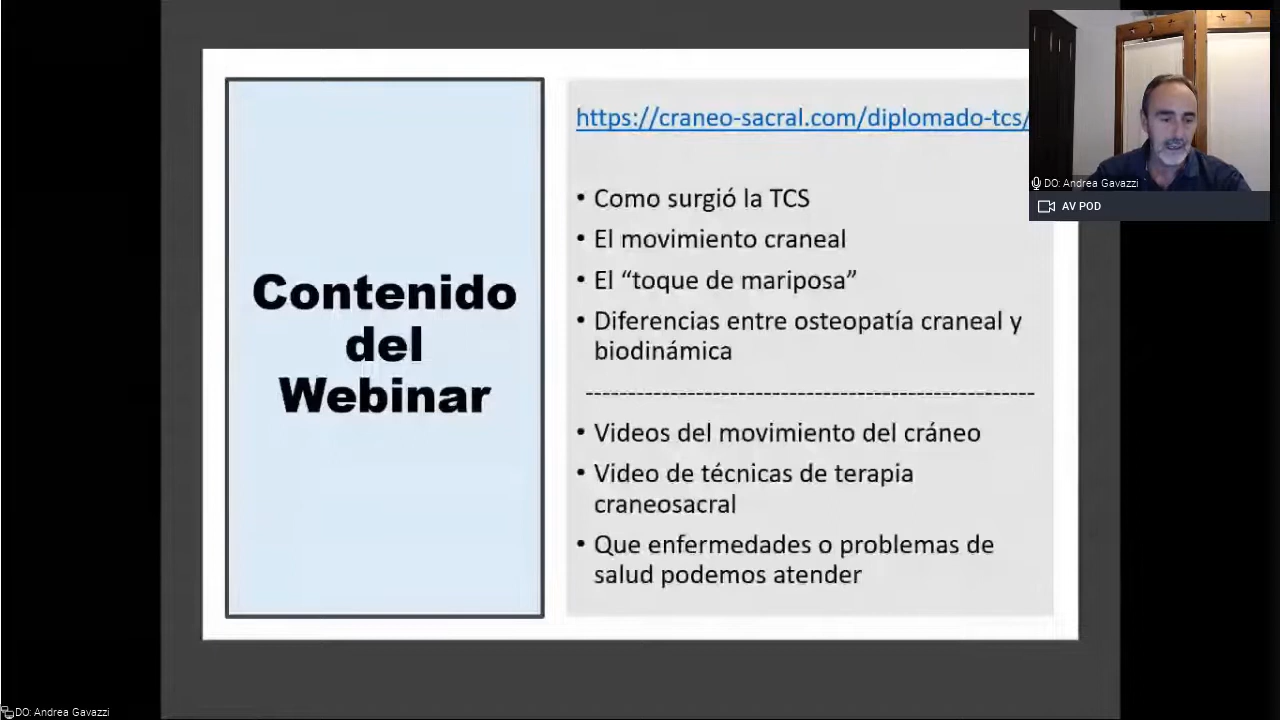 Contenido
del
Webinar
https://craneo-sacral.com/diplomado-tcs/
• Como surgió la TCS
• El movimiento craneal
• El “toque de mariposa”
• Diferencias entre osteopatía craneal y
biodinámica
------------------------------------------------------
• Videos del movimiento del cráneo
• Video de técnicas de terapia
craneosacral
• Que enfermedades o problemas de
salud podemos atender
DO: Andrea Gavazzi
AV POD
DO: Andrea Gavazzi